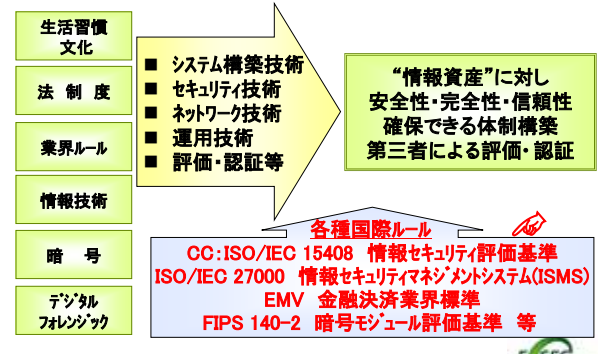 生活習慣
文化
法 制 度
業界ルール
情報技術
暗 号
デジタル
フォレンジック
■ システム構築技術
■ セキュリティ技術
■ ネットワーク技術
■ 運用技術
■ 評価・認証等
“情報資産”に対し
安全性・完全性・信頼性
確保できる体制構築
第三者による評価・認証
各種国際ルール
CC:ISO/IEC 15408 情報セキュリティ評価基準
ISO/IEC 27000 情報セキュリティマネジメントシステム(ISMS)
EMV 金融決済業界標準
FIPS 140-2 暗号モジュール評価基準 等